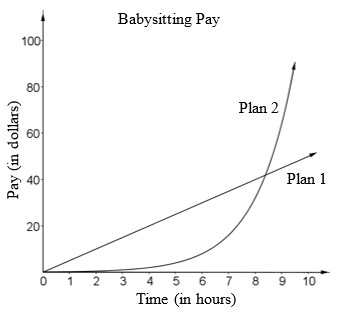 Babysitting Pay
100
80
60
40
20
Pay (in dollars)
Plan 2
Plan 1
0 1 2 3 4 5 6 7 8 9 10
Time (in hours)